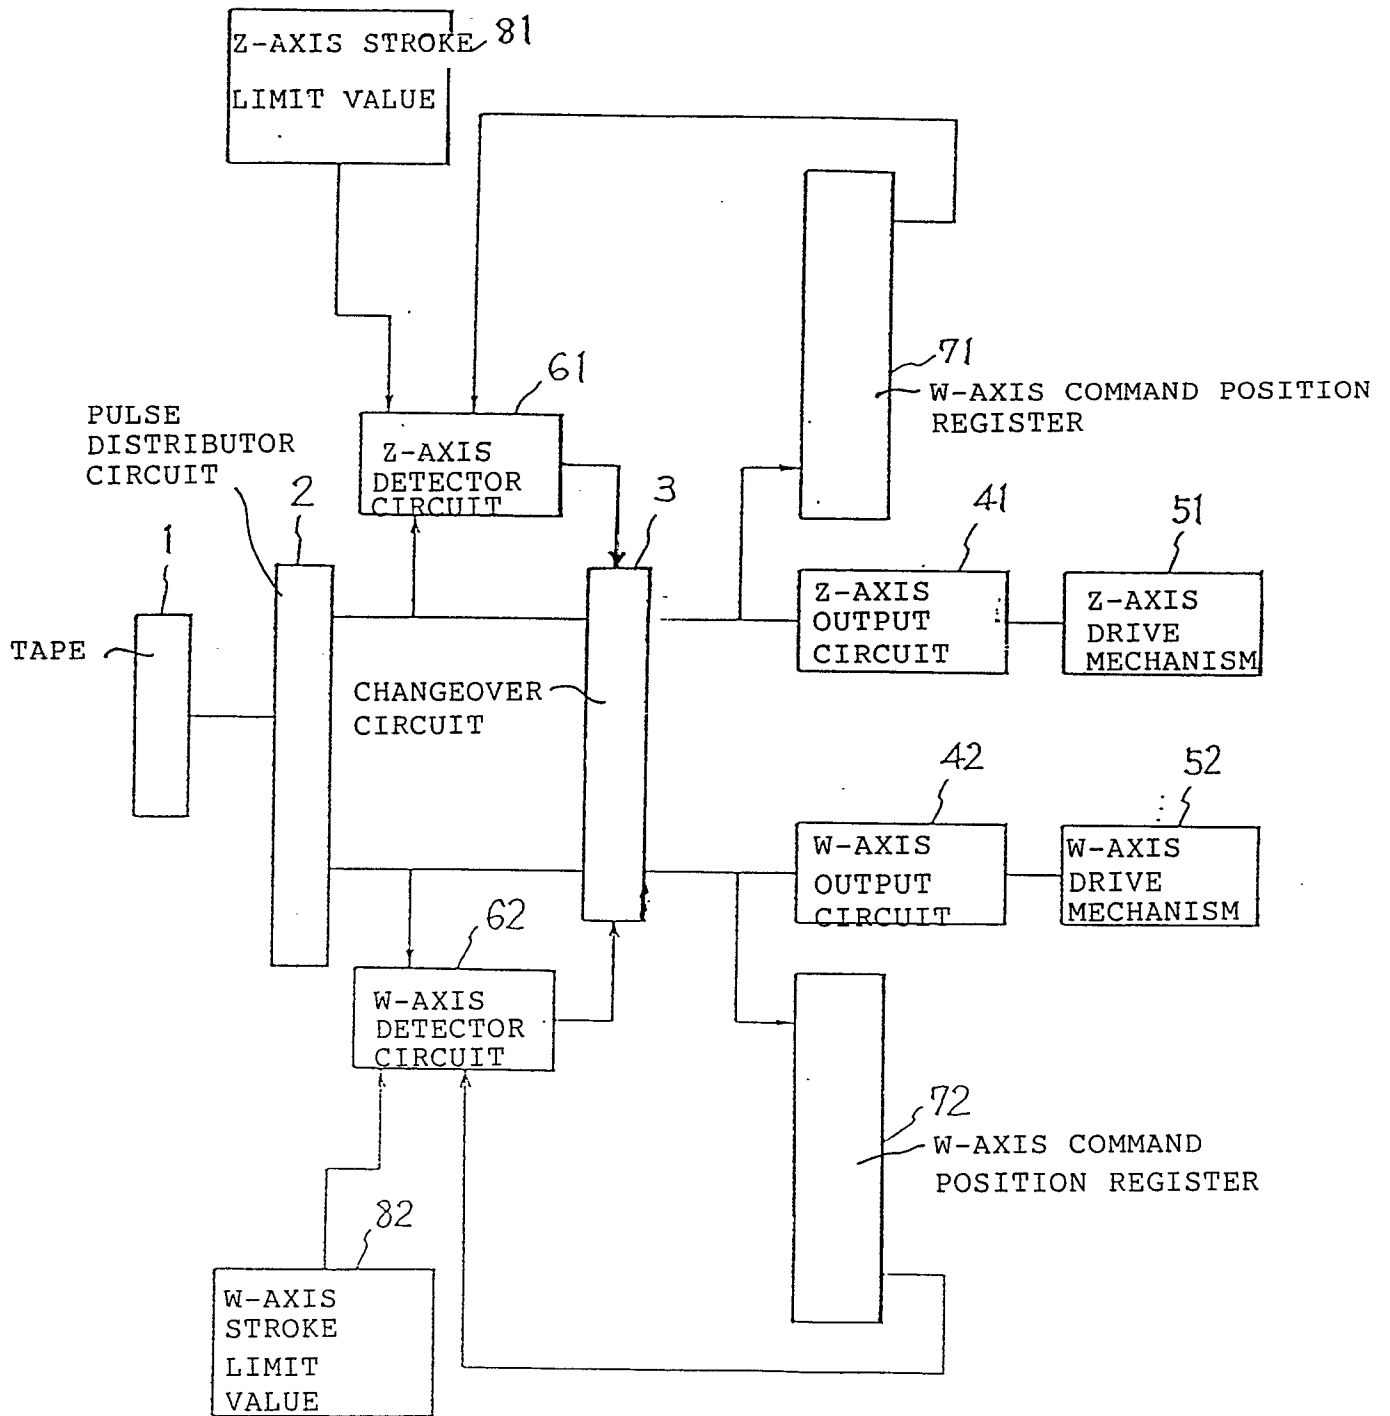 Z-AXIS STROKE
LIMIT VALUE
81
61
Z-AXIS
DETECTOR
CIRCUIT
71
W-AXIS COMMAND POSITION
REGISTER
PULSE
DISTRIBUTOR
CIRCUIT
2
1
TAPE
3
CHANGEOVER
CIRCUIT
41
Z-AXIS
OUTPUT
CIRCUIT
51
Z-AXIS
DRIVE
MECHANISM
42
W-AXIS
OUTPUT
CIRCUIT
52
W-AXIS
DRIVE
MECHANISM
62
W-AXIS
DETECTOR
CIRCUIT
72
W-AXIS COMMAND
POSITION REGISTER
82
W-AXIS
STROKE
LIMIT
VALUE